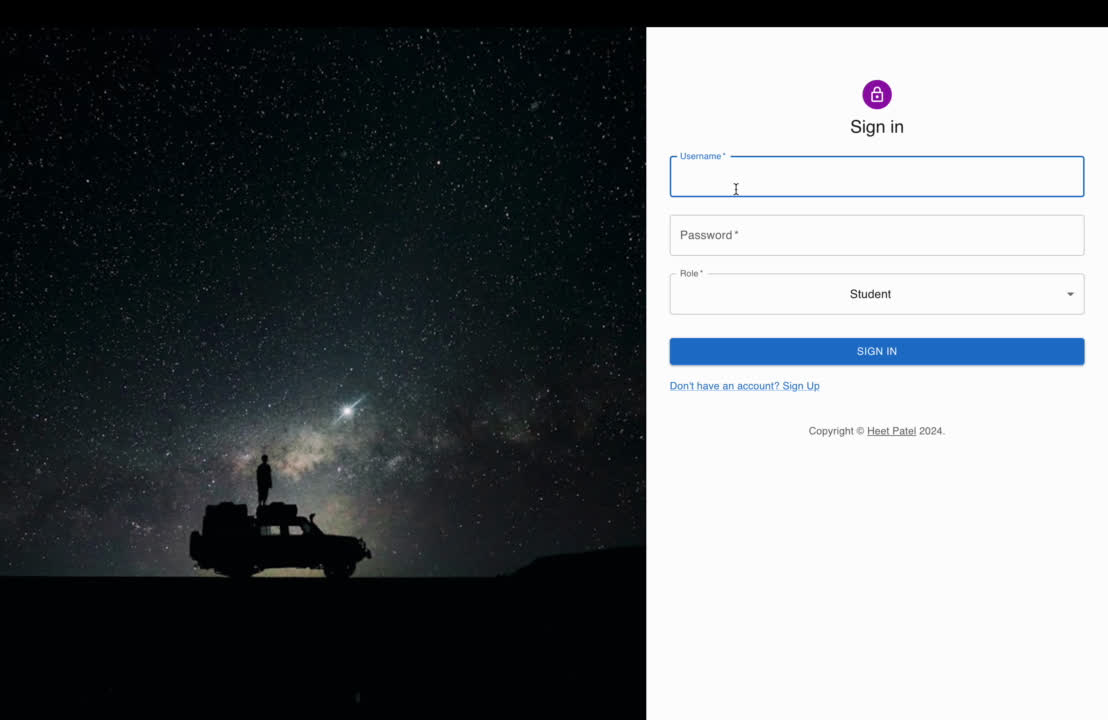 Sign in
Username *
Password *
Role *
Student
SIGN IN
Don't have an account? Sign Up
Copyright © Heet Patel 2024.